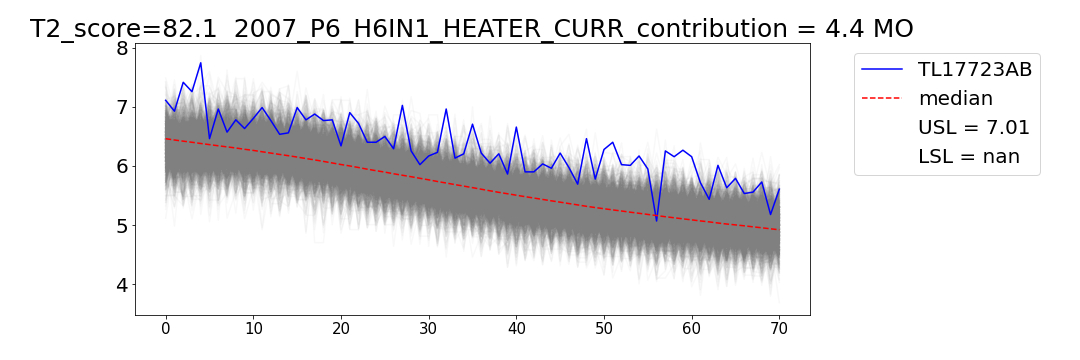 T2_score=82.1 2007_P6_H6IN1_HEATER_CURR_contribution = 4.4 MO
8
7
6
5
4
0 10 20 30 40 50 60 70
TL17723AB
median
USL = 7.01
LSL = nan